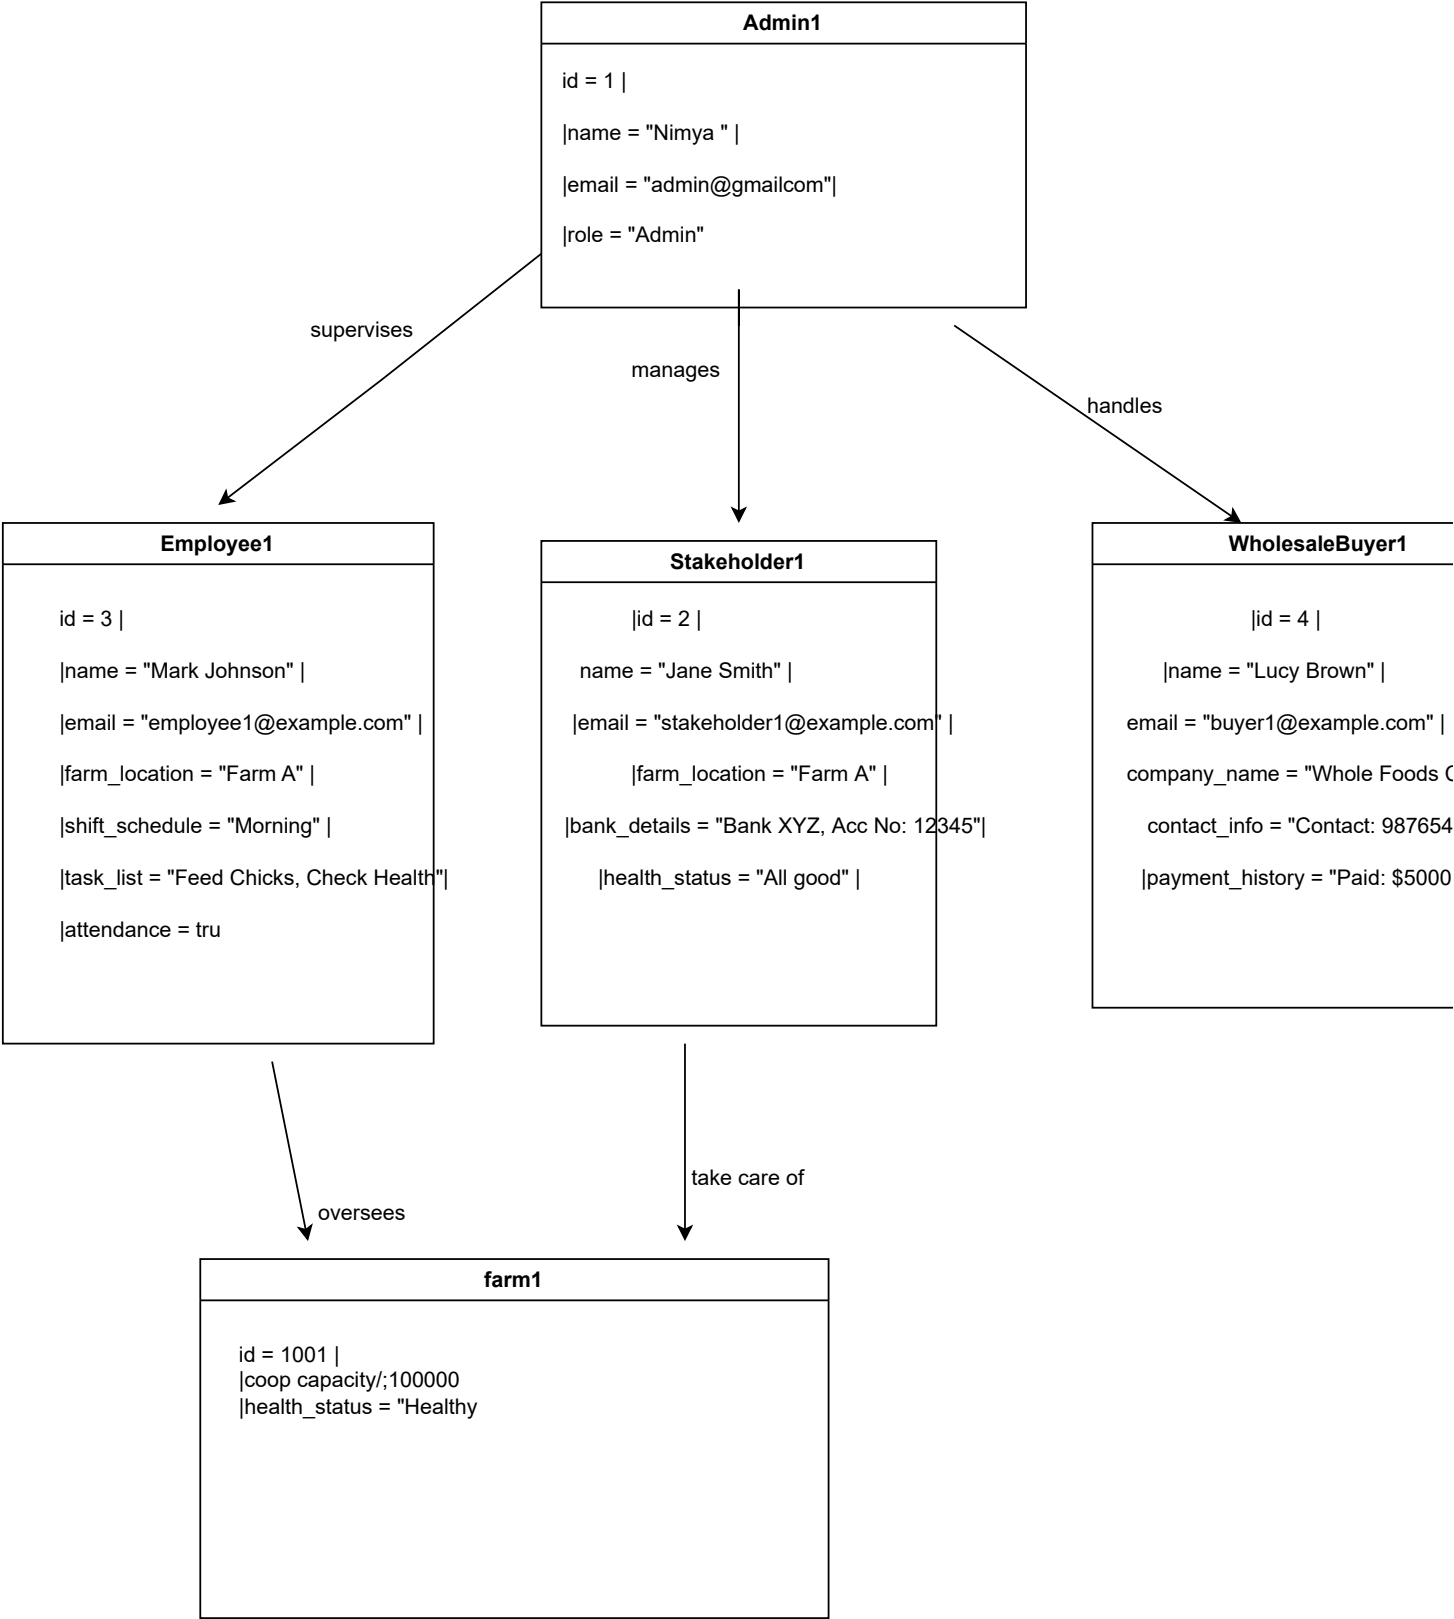 Admin1
id = 1 |
|name = "Nimya " |
|email = "admin@gmailcom"|
|role = "Admin"
supervises
manages
handles
Employee1
id = 3 |
|name = "Mark Johnson" |
|email = "employee1@example.com" |
|farm_location = "Farm A" |
|shift_schedule = "Morning" |
|task_list = "Feed Chicks, Check Health"|
|attendance = tru
Stakeholder1
|id = 2 |
name = "Jane Smith" |
|email = "stakeholder1@example.com" |
|farm_location = "Farm A" |
|bank_details = "Bank XYZ, Acc No: 12345"|
|health_status = "All good" |
WholesaleBuyer1
|id = 4 |
|name = "Lucy Brown" |
email = "buyer1@example.com" |
company_name = "Whole Foods
contact_info = "Contact: 987654
|payment_history = "Paid: $5000
oversees
take care of
farm1
id = 1001 |
|coop capacity/;100000
|health_status = "Healthy